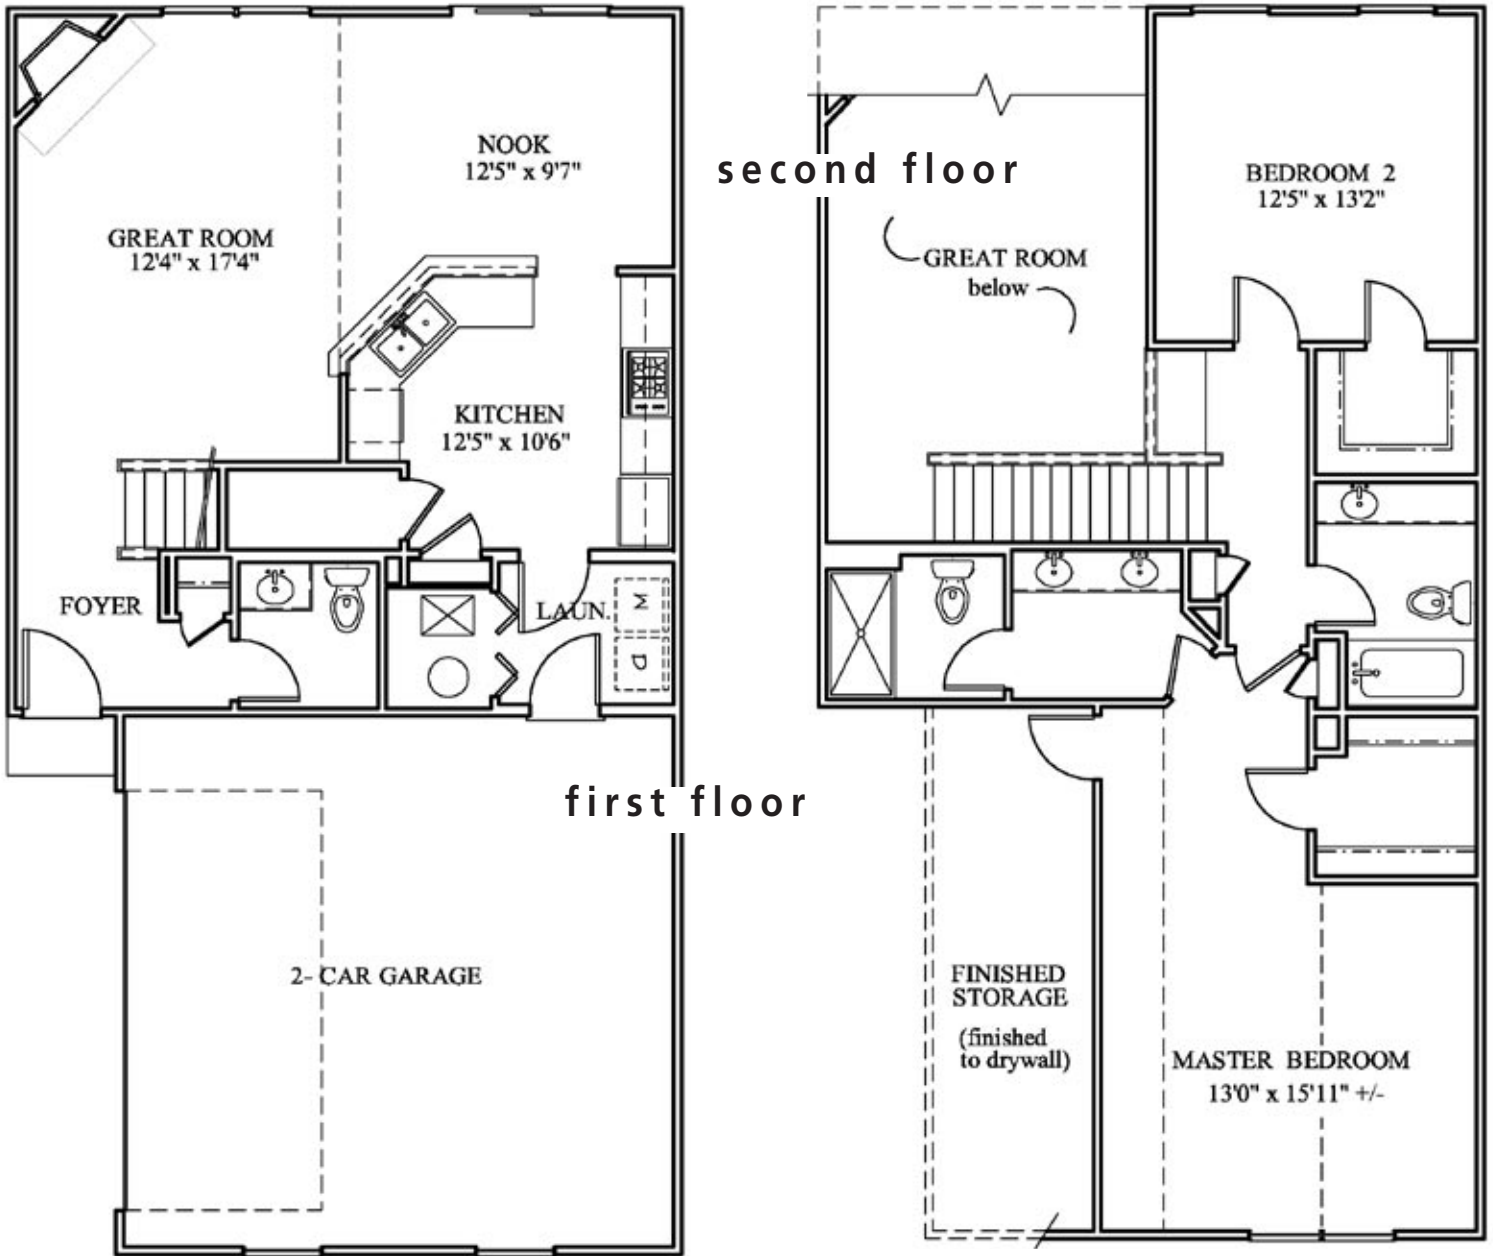 NOOK
12'5" x 9'7"
GREAT ROOM
12'4" x 17'4"
KITCHEN
12'5" x 10'6"
FOYER
LAUN.
M
D
first floor
2- CAR GARAGE
second floor
BEDROOM 2
12'5" x 13'2"
GREAT ROOM
below
FINISHED
STORAGE
(finished
to drywall)
MASTER BEDROOM
13'0" x 15'11" +/-